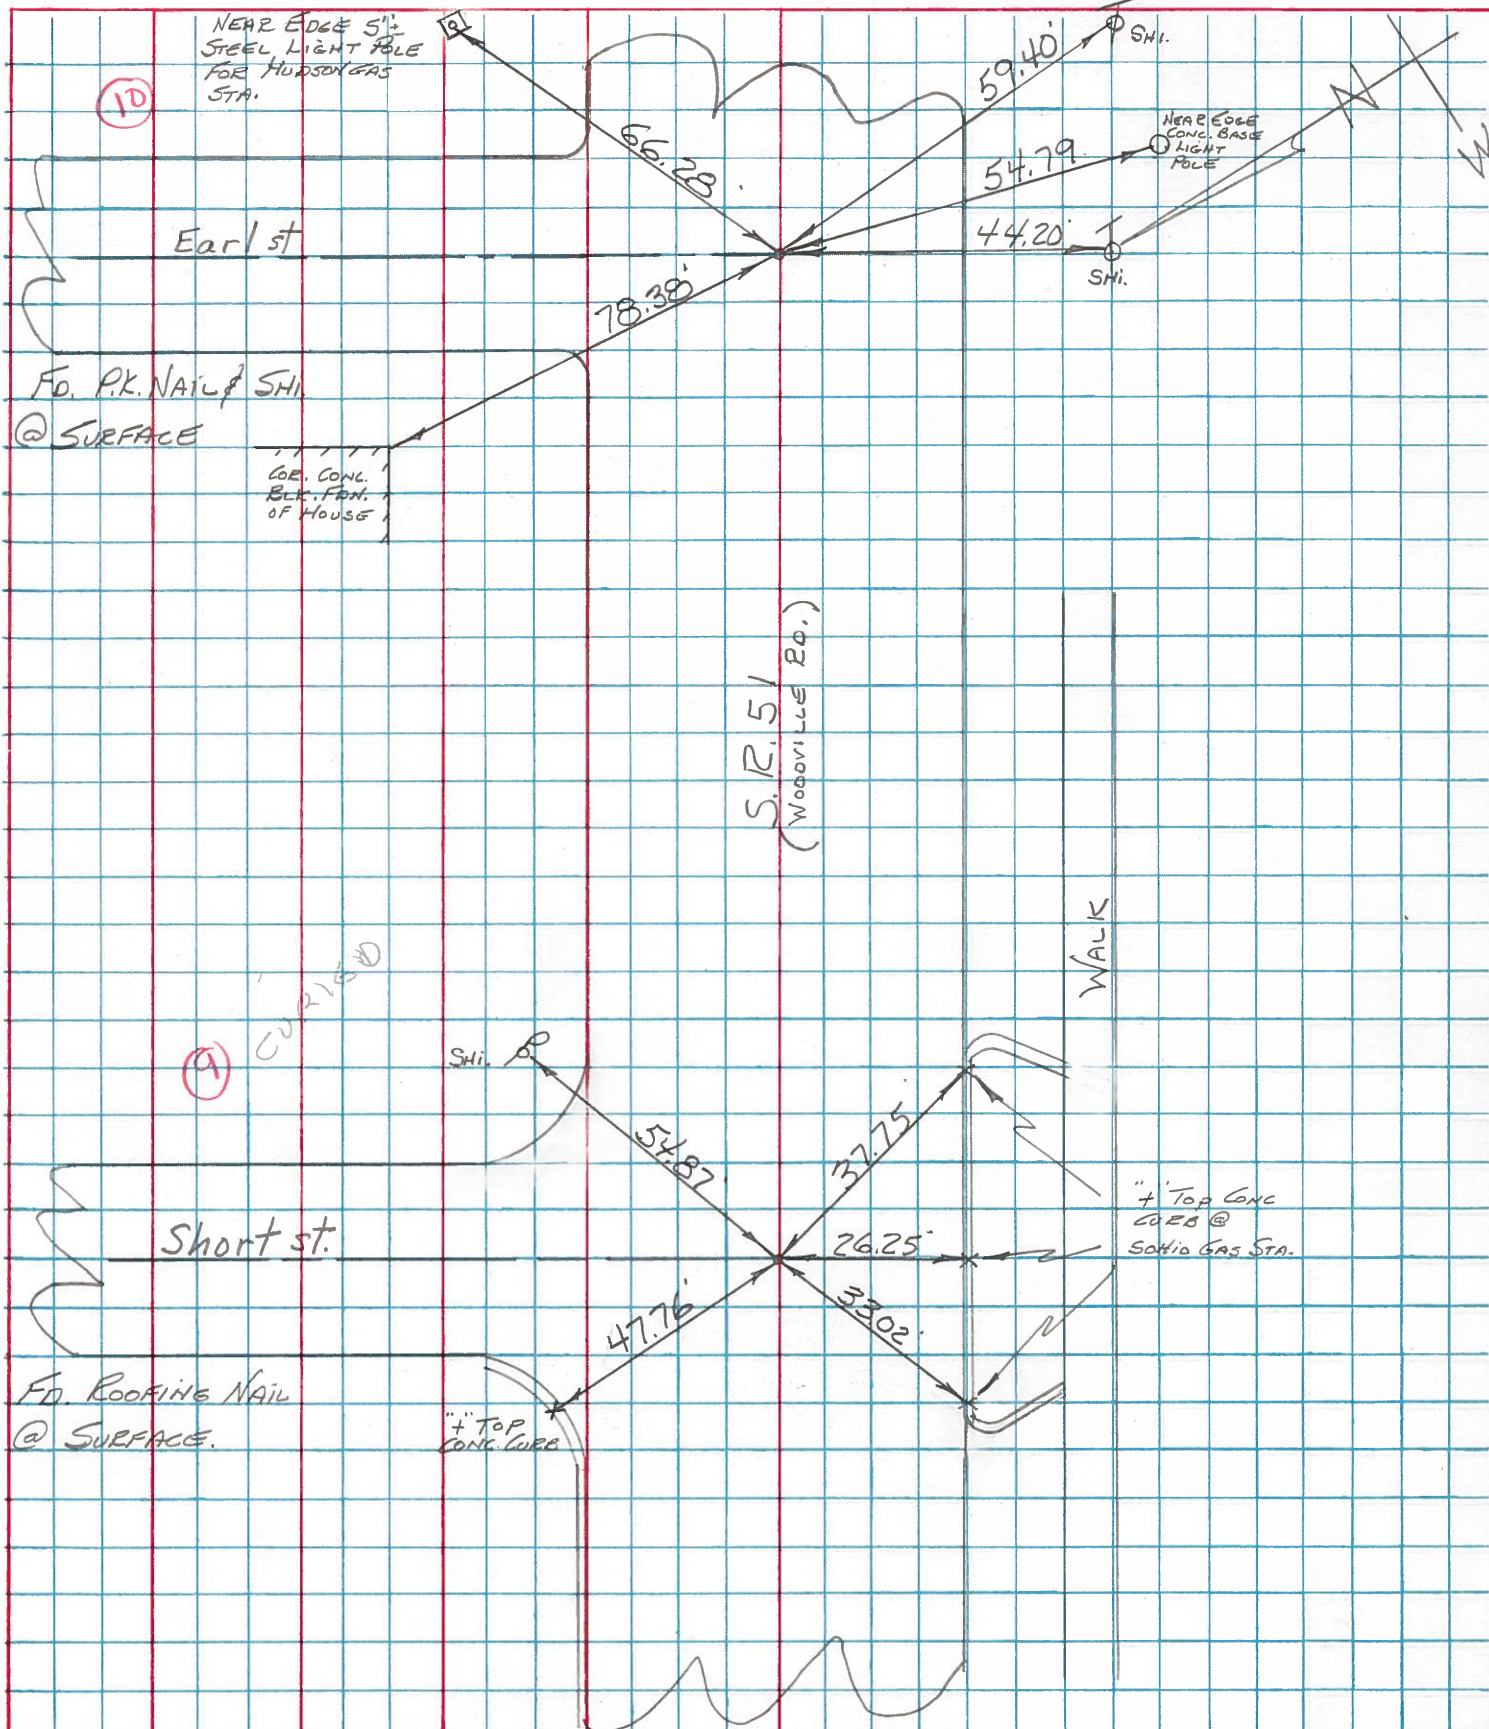 NEAR EDGE 5"±
STEEL LIGHT POLE
FOR HUDSON GAS
STA.
10
66.28'
59.40'
SHI.
N
W
NEAR EDGE
CONC. BASE
LIGHT
POLE
54.79
44.20'
SHI.
Earl st
78.38'
FD. P.K. NAIL & SHI.
@ SURFACE
COR. CONC.
BLK. FDN.
OF HOUSE
S.R. 51
(WOODVILLE RD.)
WALK
9
SHI.
54.87'
37.75'
"+" TOP CONC
CURB @
SOHIO GAS STA.
Short st.
26.25'
47.76'
33.02'
FD. ROOFING NAIL
@ SURFACE.
"+" TOP
CONC. CURB